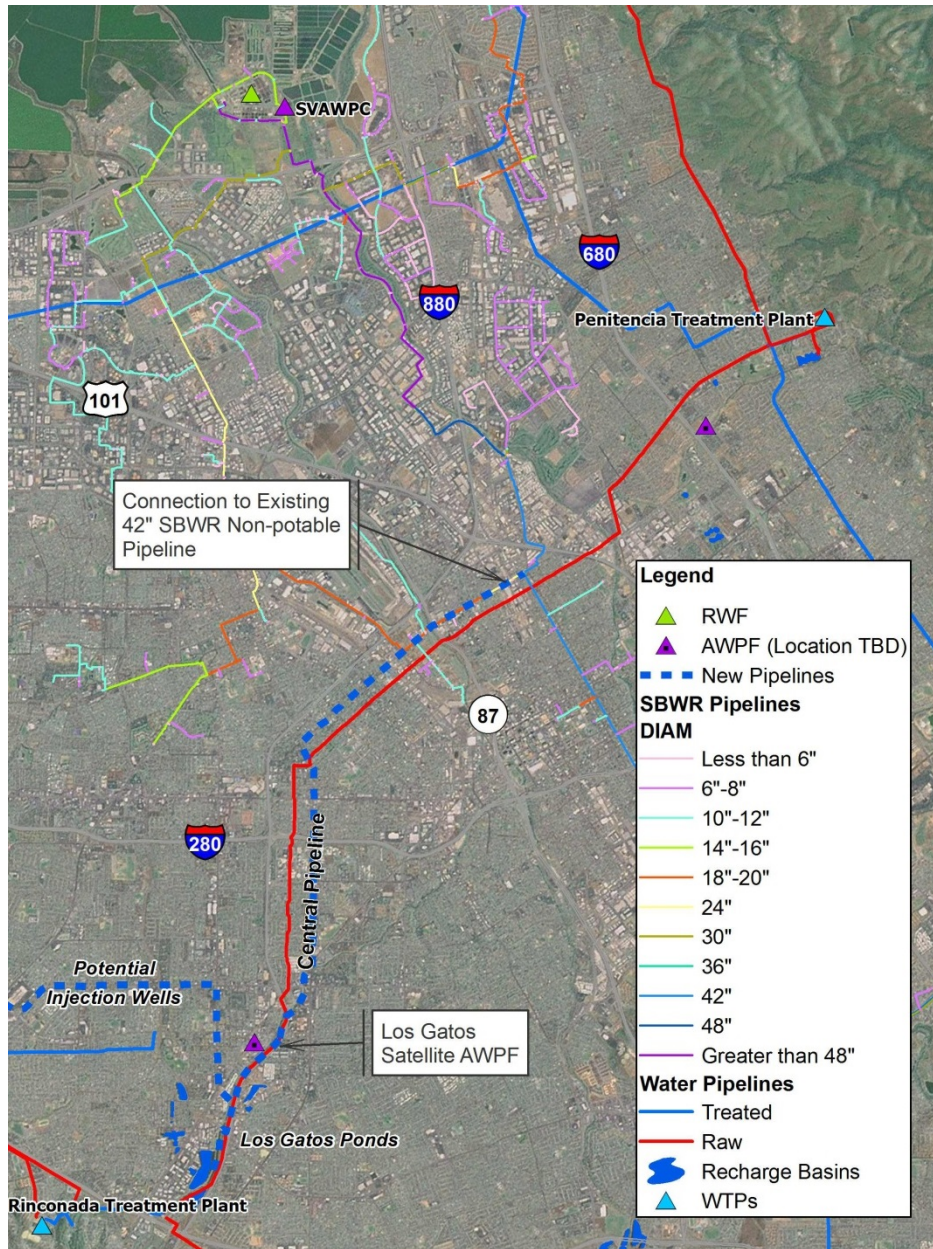 SVAWPC
680
880
Penitencia Treatment Plant
101
Connection to Existing
42" SBWR Non-potable
Pipeline
87
280
Central Pipeline
Potential
Injection Wells
Los Gatos
Satellite AWPF
Los Gatos Ponds
Rinconada Treatment Plant
Legend
RWF
AWPF (Location TBD)
New Pipelines
SBWR Pipelines
DIAM
Less than 6"
6"-8"
10"-12"
14"-16"
18"-20"
24"
30"
36"
42"
48"
Greater than 48"
Water Pipelines
Treated
Raw
Recharge Basins
WTPs